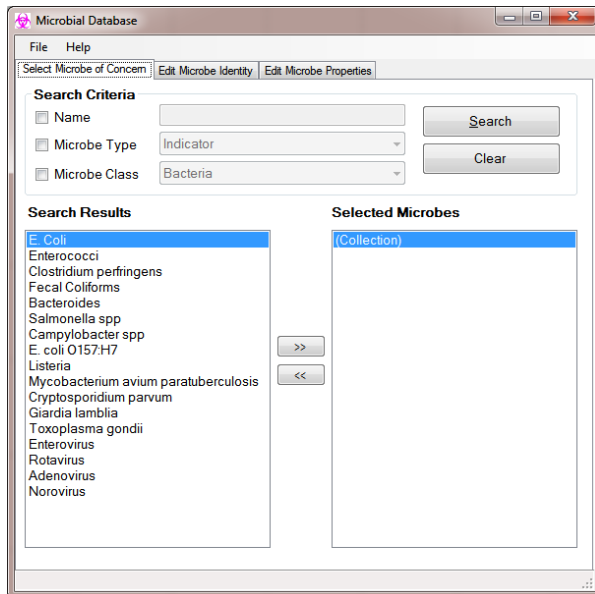 Microbial Database
File Help
Select Microbe of Concern Edit Microbe Identity Edit Microbe Properties
Search Criteria
Name
Search
Microbe Type Indicator
Clear
Microbe Class Bacteria
Search Results Selected Microbes
E. Coli (Collection)
Enterococci
Clostridium perfringens
Fecal Coliforms
Bacteroides
Salmonella spp
Campylobacter spp
E. coli O157:H7 >>
Listeria
Mycobacterium avium paratuberculosis <<
Cryptosporidium parvum
Giardia lamblia
Toxoplasma gondii
Enterovirus
Rotavirus
Adenovirus
Norovirus